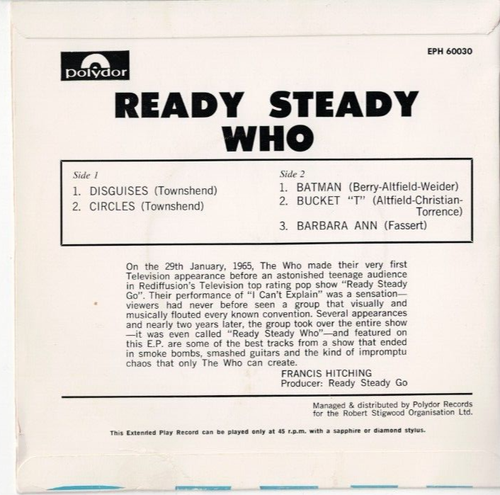 polydor
EPH 60030
READY STEADY
WHO
Side 1
1. DISGUISES (Townshend)
2. CIRCLES (Townshend)
Side 2
1. BATMAN (Berry-Altfield-Weider)
2. BUCKET "T" (Altfield-Christian-
Torrence)
3. BARBARA ANN (Fassert)
On the 29th January, 1965, The Who made their very first
Television appearance before an astonished teenage audience
in Rediffusion's Television top rating pop show "Ready Steady
Go". Their performance of "I Can't Explain" was a sensation—
viewers had never before seen a group that visually and
musically flouted every known convention. Several appearances
and nearly two years later, the group took over the entire show
—it was even called "Ready Steady Who"—and featured on
this E.P. are some of the best tracks from a show that ended
in smoke bombs, smashed guitars and the kind of impromptu
chaos that only The Who can create.
FRANCIS HITCHING
Producer: Ready Steady Go
Managed & distributed by Polydor Records
for the Robert Stigwood Organisation Ltd.
This Extended Play Record can be played only at 45 r.p.m. with a sapphire or diamond stylus.